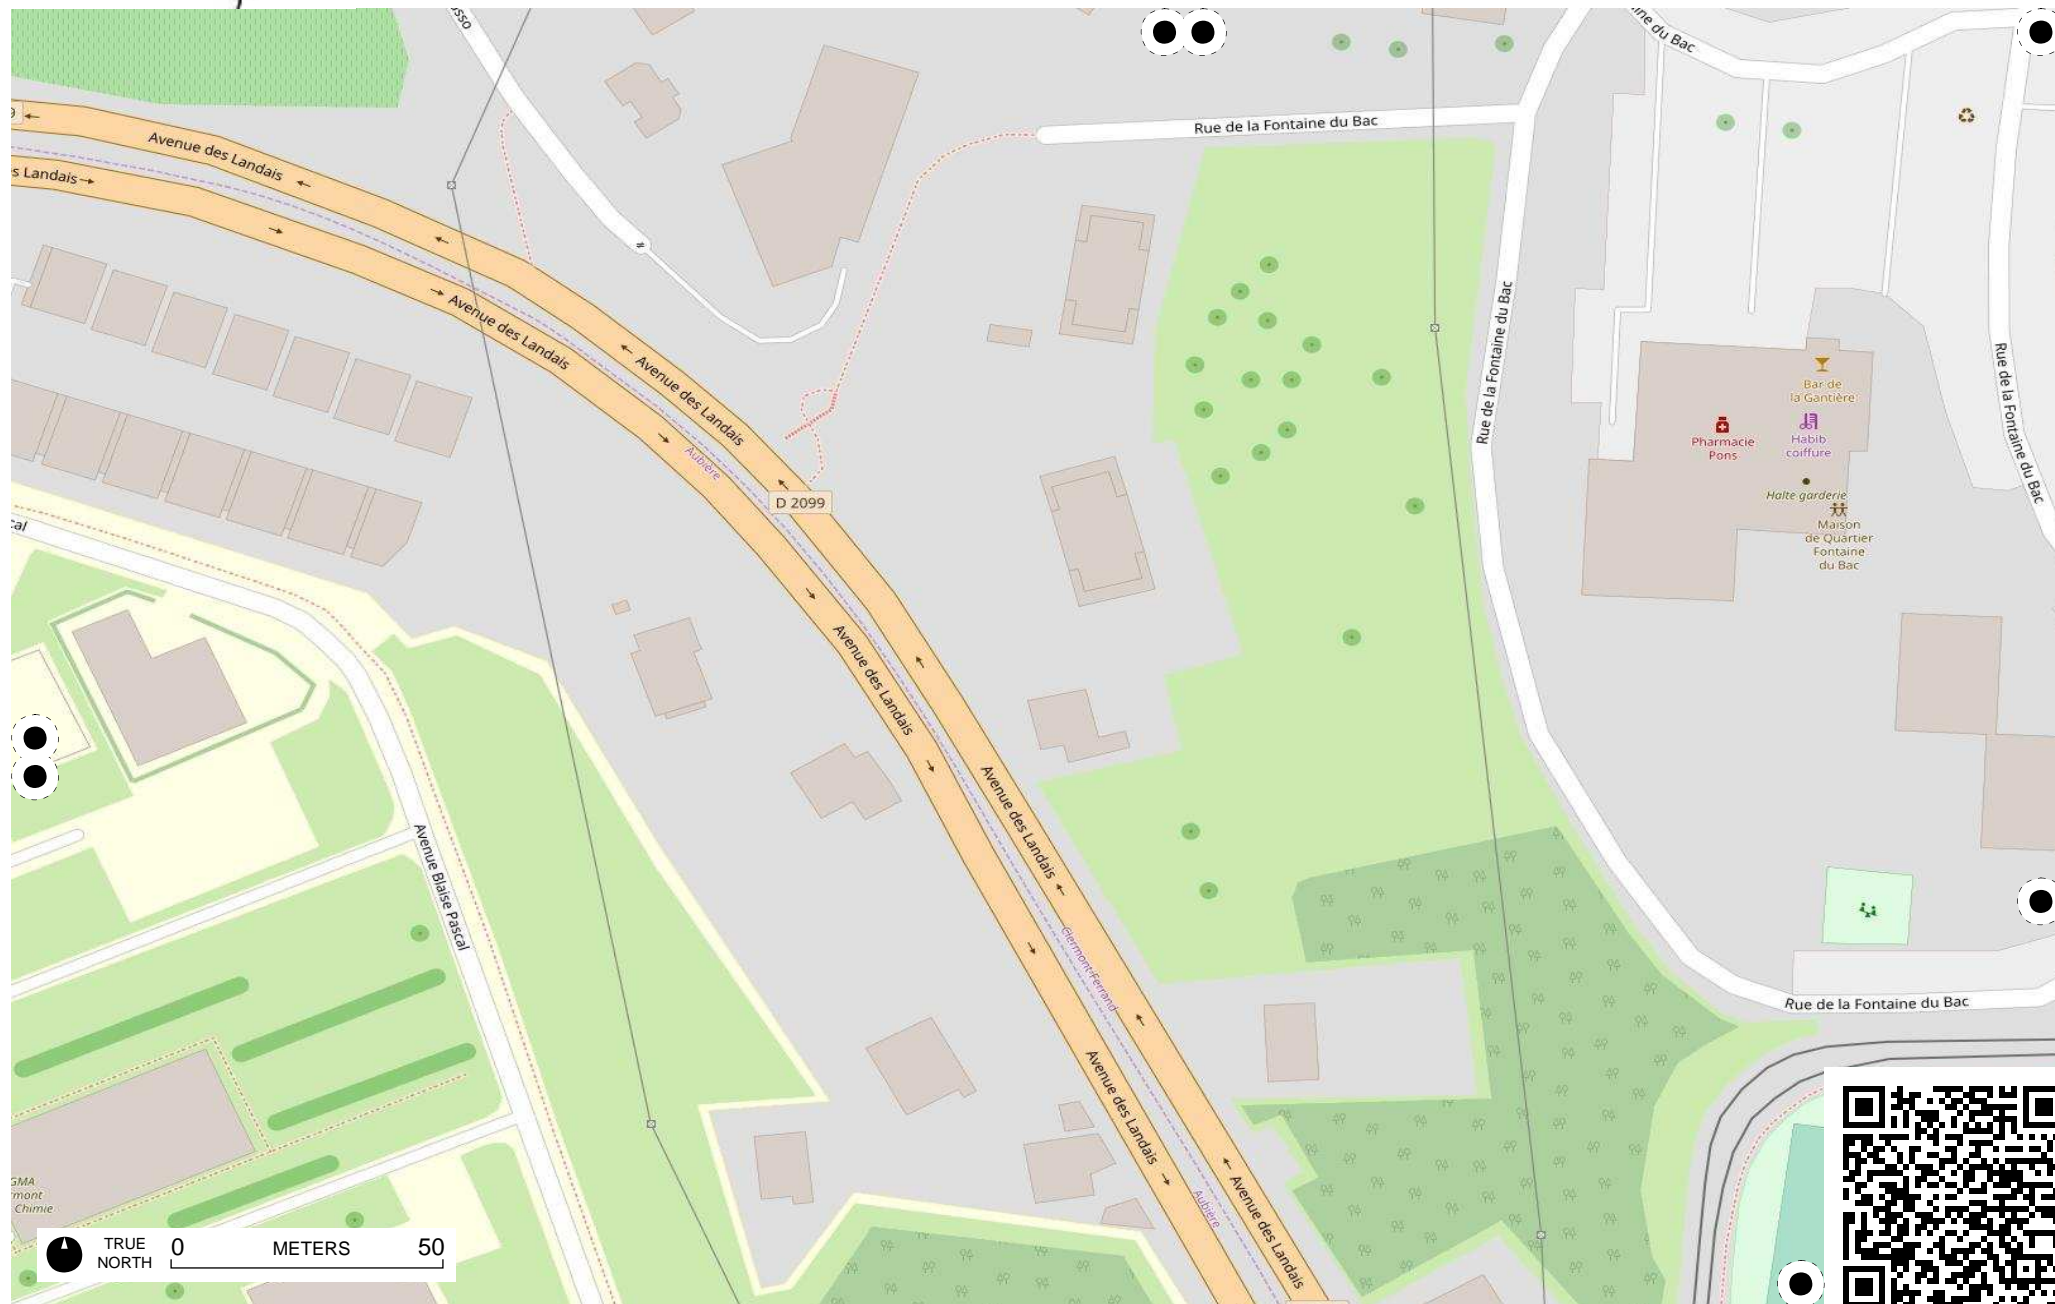 Rue de la Fontaine du Bac
Avenue des Landais
Landais
Avenue des Landais
Avenue des Landais
Rue de la Fontaine du Bac
Rue de la Fontaine du Bac
Bar de
la Gantière
Pharmacie
Pons
Habib
coiffure
Halte garderie
Maison
de Quartier
Fontaine
du Bac
Aubière
D 2099
Avenue des Landais
Avenue des Landais
Avenue Blaise Pascal
Clermont-Ferrand
Rue de la Fontaine du Bac
Avenue des Landais
Aubière
Avenue des Landais
Chimie
TRUE
NORTH
0 METERS 50
du Bac